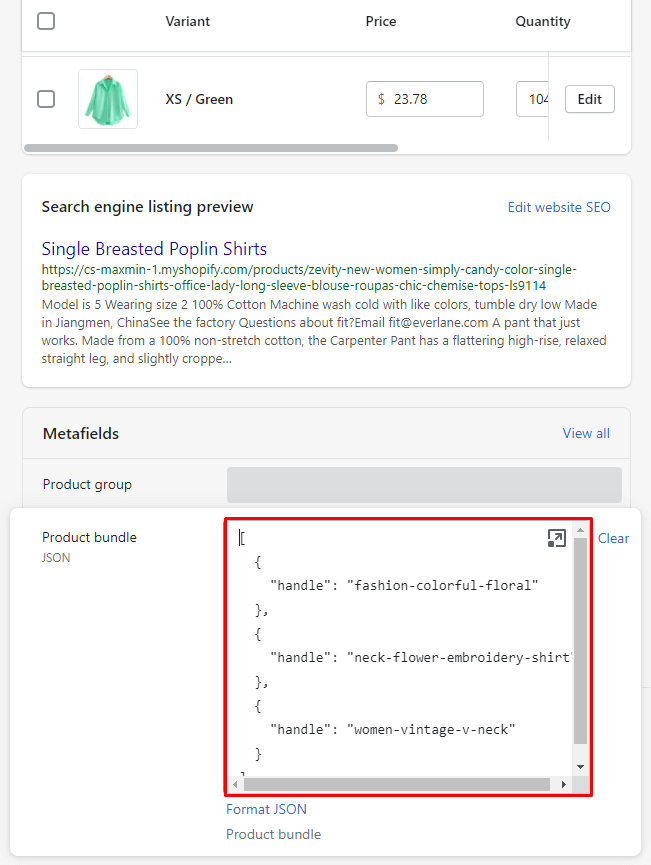 Variant Price Quantity
XS / Green $ 23.78 104 Edit
Search engine listing preview Edit website SEO
Single Breasted Poplin Shirts
https://cs-maxmin-1.myshopify.com/products/zevity-new-women-simply-candy-color-single-
breasted-poplin-shirts-office-lady-long-sleeve-blouse-roupas-chic-chemise-tops-ls9114
Model is 5 Wearing size 2 100% Cotton Machine wash cold with like colors, tumble dry low Made
in Jiangmen, ChinaSee the factory Questions about fit?Email fit@everlane.com A pant that just
works. Made from a 100% non-stretch cotton, the Carpenter Pant has a flattering high-rise, relaxed
straight leg, and slightly croppe...
Metafields View all
Product group
Product bundle
JSON
[
{
"handle": "fashion-colorful-floral"
},
{
"handle": "neck-flower-embroidery-shirt"
},
{
"handle": "women-vintage-v-neck"
}
]
Clear
Format JSON
Product bundle